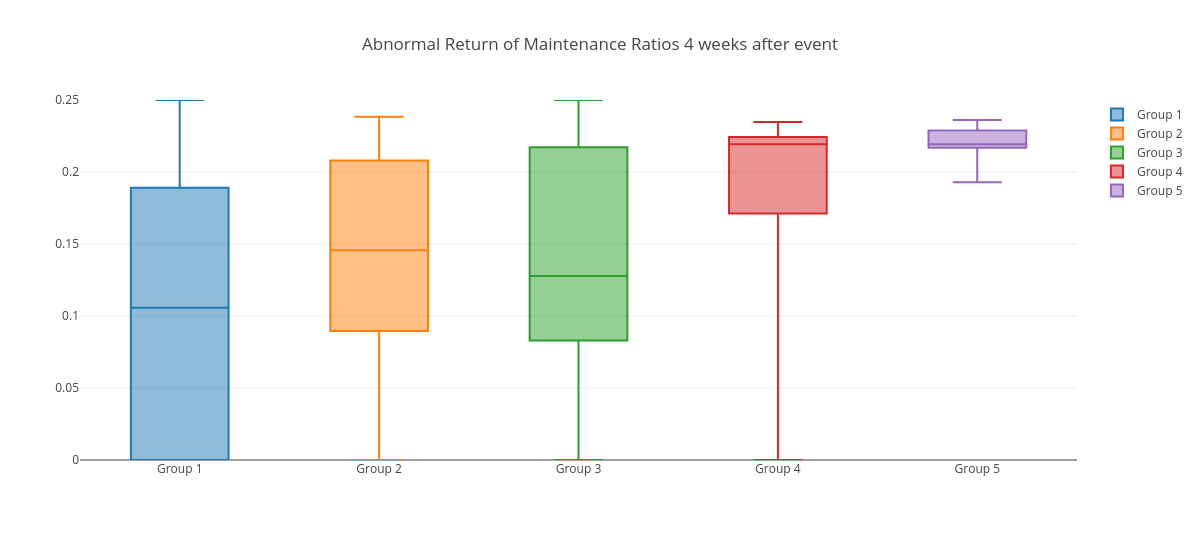 Abnormal Return of Maintenance Ratios 4 weeks after event
0.25
0.2
0.15
0.1
0.05
0
Group 1
Group 2
Group 3
Group 4
Group 5
Group 1
Group 2
Group 3
Group 4
Group 5